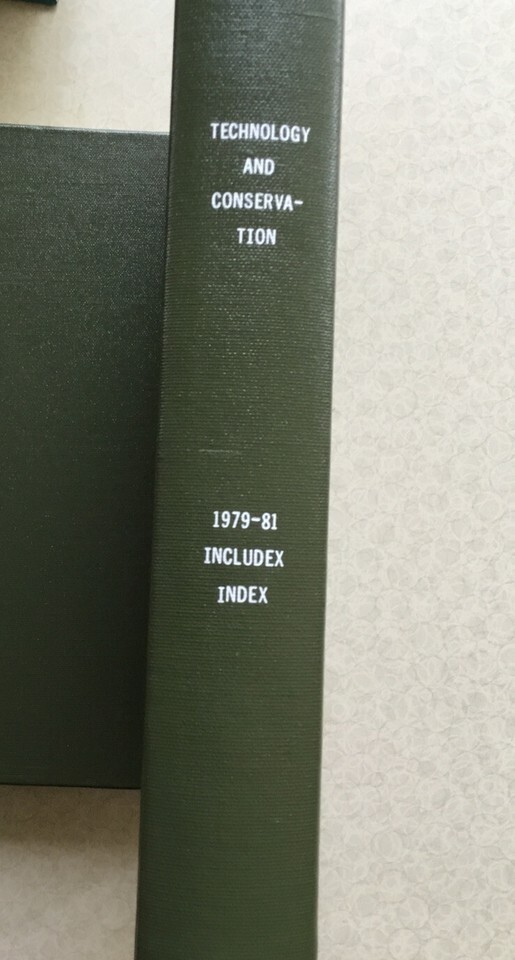 TECHNOLOGY
AND
CONSERVA-
TION
1979-81
INCLUDEX
INDEX